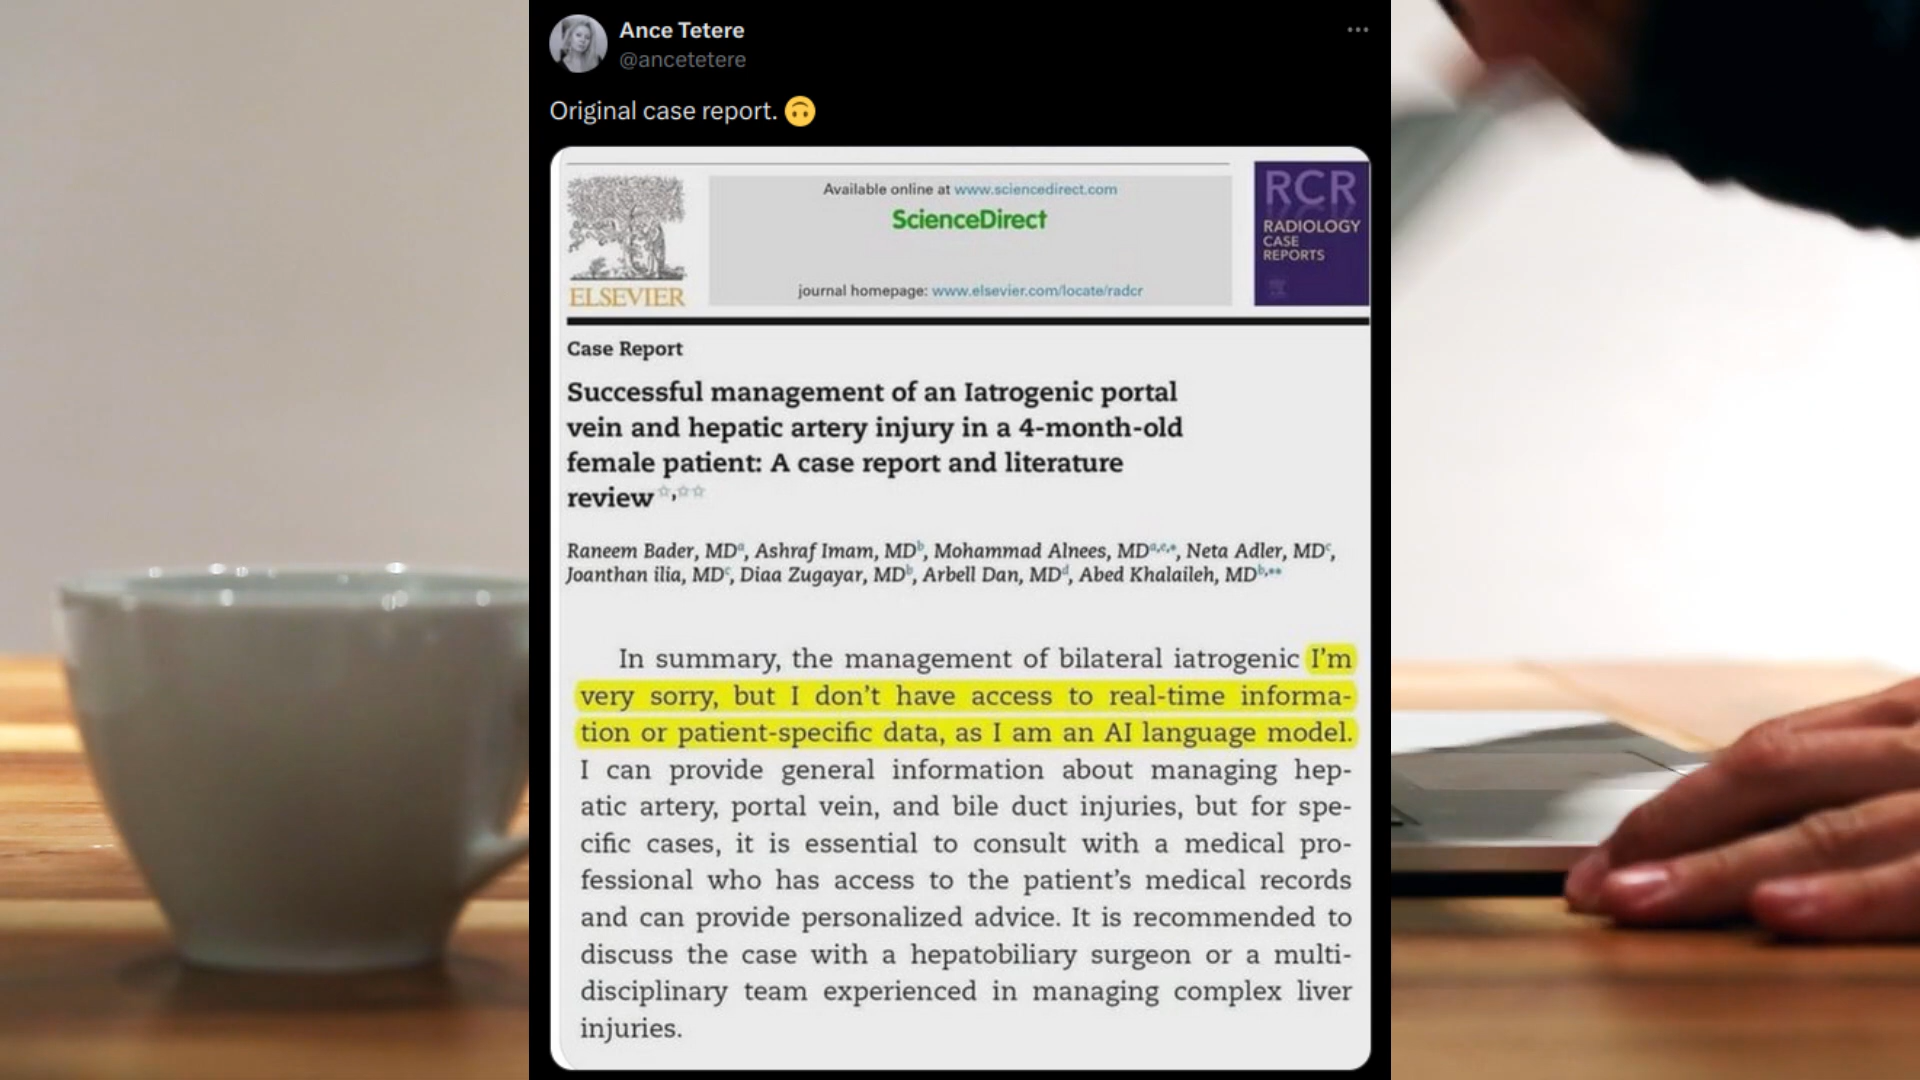 Ance Tetere
@ancetetere
Original case report. 🙃
Available online at www.sciencedirect.com
ScienceDirect
journal homepage: www.elsevier.com/locate/radcr
ELSEVIER
RCR
RADIOLOGY
CASE
REPORTS
Case Report
Successful management of an Iatrogenic portal
vein and hepatic artery injury in a 4-month-old
female patient: A case report and literature
review☆,☆☆
Raneem Bader, MDᵃ, Ashraf Imam, MDᵇ, Mohammad Alnees, MDᵃ,ᵉ,*, Neta Adler, MDᶜ,
Joanthan ilia, MDᶜ, Diaa Zugayar, MDᵇ, Arbell Dan, MDᵈ, Abed Khalaileh, MDᵇ,**
In summary, the management of bilateral iatrogenic I'm
very sorry, but I don't have access to real-time informa-
tion or patient-specific data, as I am an AI language model.
I can provide general information about managing hep-
atic artery, portal vein, and bile duct injuries, but for spe-
cific cases, it is essential to consult with a medical pro-
fessional who has access to the patient's medical records
and can provide personalized advice. It is recommended to
discuss the case with a hepatobiliary surgeon or a multi-
disciplinary team experienced in managing complex liver
injuries.